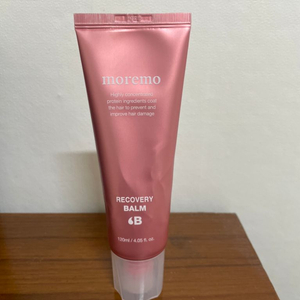 moremo
protein ingredients coat
the hair to prevent and
improve hair damage
RECOVERY
BALM
B
120ml / 4.05 fl. oz